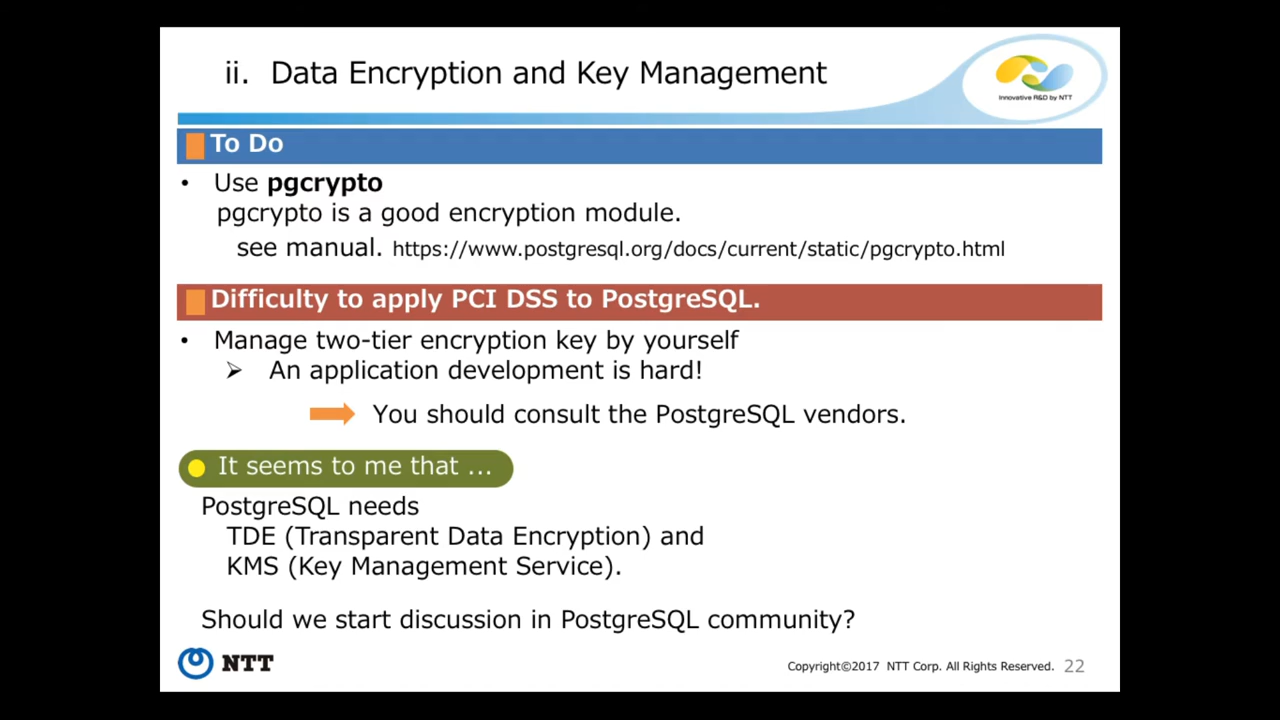 ii. Data Encryption and Key Management
Innovative R&D by NTT
To Do
• Use pgcrypto
pgcrypto is a good encryption module.
see manual. https://www.postgresql.org/docs/current/static/pgcrypto.html
Difficulty to apply PCI DSS to PostgreSQL.
• Manage two-tier encryption key by yourself
➢ An application development is hard!
You should consult the PostgreSQL vendors.
It seems to me that ...
PostgreSQL needs
TDE (Transparent Data Encryption) and
KMS (Key Management Service).
Should we start discussion in PostgreSQL community?
NTT
Copyright©2017 NTT Corp. All Rights Reserved. 22